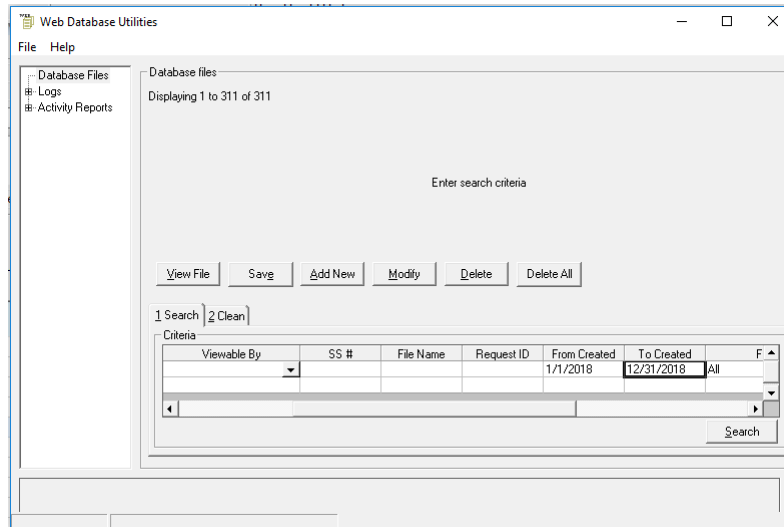 Web Database Utilities
File Help
Database Files
Logs
Activity Reports
Database files
Displaying 1 to 311 of 311
Enter search criteria
View File Save Add New Modify Delete Delete All
1 Search 2 Clean
Criteria
Viewable By SS # File Name Request ID From Created To Created F
1/1/2018 12/31/2018 All
Search